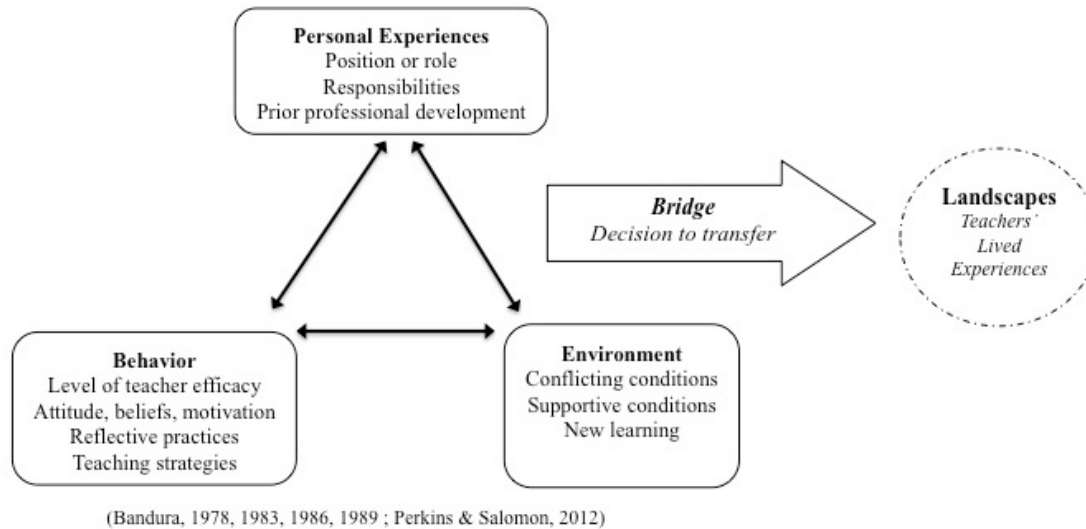 Personal Experiences
Position or role
Responsibilities
Prior professional development
Bridge
Decision to transfer
Landscapes
Teachers´
Lived
Experiences
Behavior
Level of teacher efficacy
Attitude, beliefs, motivation
Reflective practices
Teaching strategies
Environment
Conflicting conditions
Supportive conditions
New learning
(Bandura, 1978, 1983, 1986, 1989 ; Perkins & Salomon, 2012)